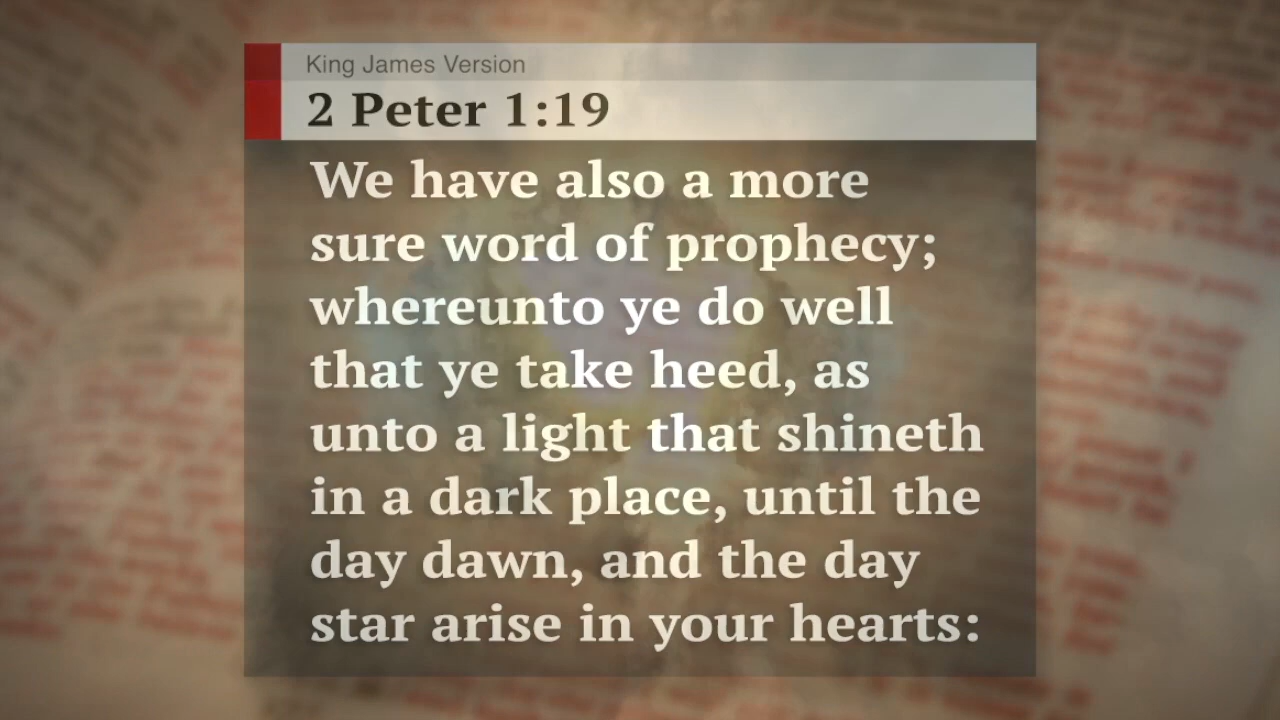 King James Version
2 Peter 1:19
We have also a more
sure word of prophecy;
whereunto ye do well
that ye take heed, as
unto a light that shineth
in a dark place, until the
day dawn, and the day
star arise in your hearts: